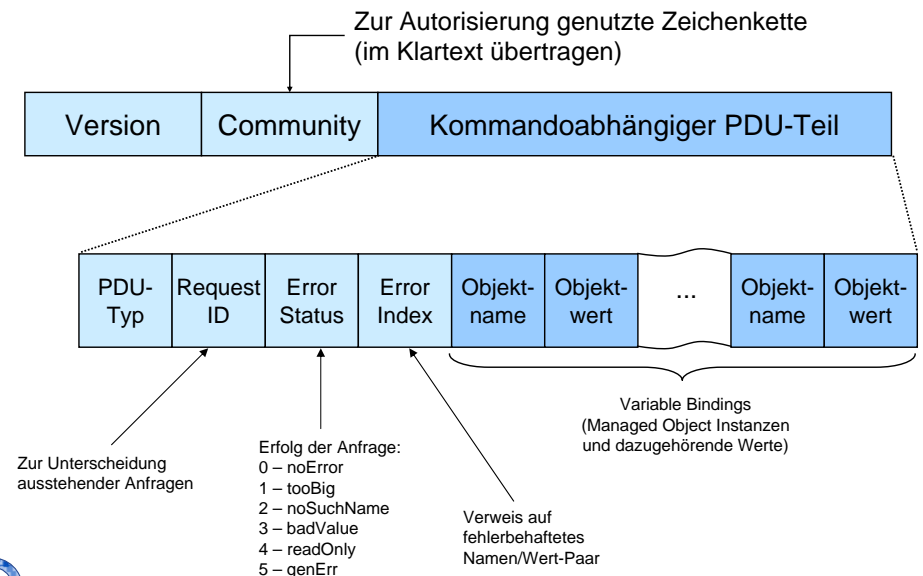 Zur Autorisierung genutzte Zeichenkette
(im Klartext übertragen)
Version
Community
Kommandoabhängiger PDU-Teil
PDU-
Typ
Request
ID
Error
Status
Error
Index
Objekt-
name
Objekt-
wert
...
Objekt-
name
Objekt-
wert
Variable Bindings
(Managed Object Instanzen
und dazugehörende Werte)
Zur Unterscheidung
ausstehender Anfragen
Erfolg der Anfrage:
0 – noError
1 – tooBig
2 – noSuchName
3 – badValue
4 – readOnly
5 – genErr
Verweis auf
fehlerbehaftetes
Namen/Wert-Paar